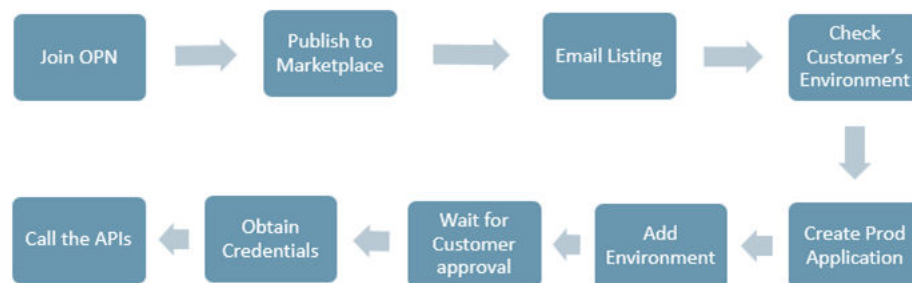 Join OPN
Publish to
Marketplace
Email Listing
Check
Customer's
Environment
Create Prod
Application
Add
Environment
Wait for
Customer
approval
Obtain
Credentials
Call the APIs